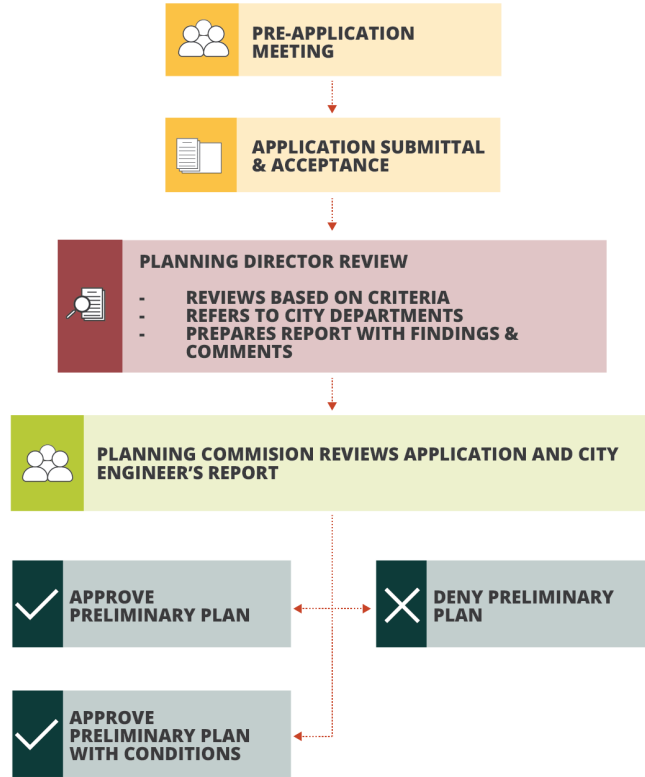 PRE-APPLICATION
MEETING
APPLICATION SUBMITTAL
& ACCEPTANCE
PLANNING DIRECTOR REVIEW
- REVIEWS BASED ON CRITERIA
- REFERS TO CITY DEPARTMENTS
- PREPARES REPORT WITH FINDINGS &
COMMENTS
PLANNING COMMISION REVIEWS APPLICATION AND CITY
ENGINEER'S REPORT
APPROVE
PRELIMINARY PLAN
DENY PRELIMINARY
PLAN
APPROVE
PRELIMINARY PLAN
WITH CONDITIONS